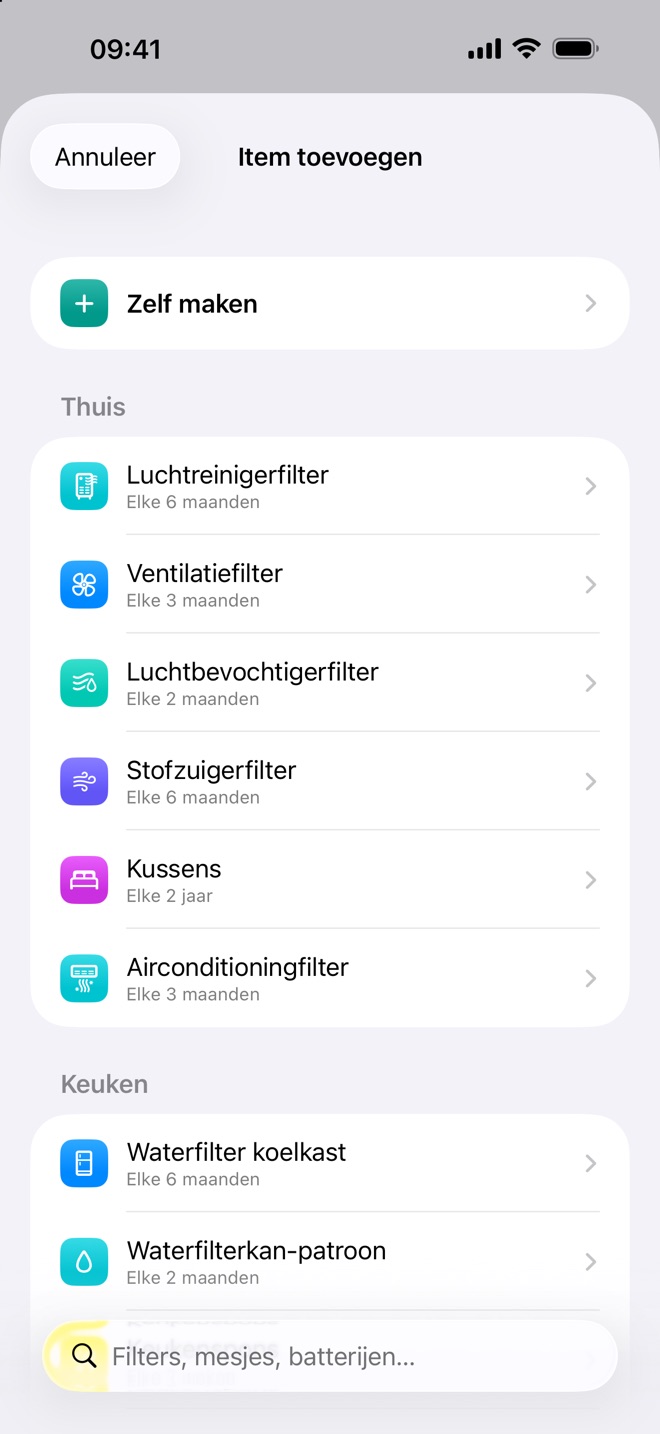 09:41
Annuleer
Item toevoegen
Zelf maken
Thuis
Luchtreinigerfilter
Elke 6 maanden
Ventilatiefilter
Elke 3 maanden
Luchtbevochtigerfilter
Elke 2 maanden
Stofzuigerfilter
Elke 6 maanden
Kussens
Elke 2 jaar
Airconditioningfilter
Elke 3 maanden
Keuken
Waterfilter koelkast
Elke 6 maanden
Waterfilterkan-patroon
Elke 2 maanden
Filters, mesjes, batterijen...